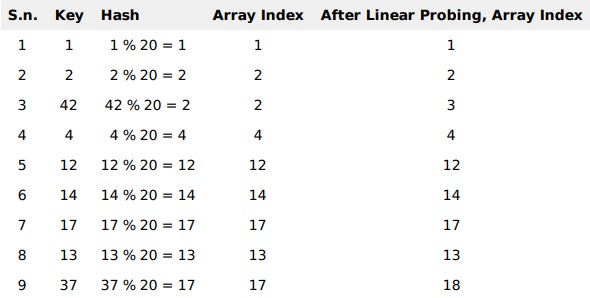 S.n. Key Hash Array Index After Linear Probing, Array Index
1 1 1 % 20 = 1 1 1
2 2 2 % 20 = 2 2 2
3 42 42 % 20 = 2 2 3
4 4 4 % 20 = 4 4 4
5 12 12 % 20 = 12 12 12
6 14 14 % 20 = 14 14 14
7 17 17 % 20 = 17 17 17
8 13 13 % 20 = 13 13 13
9 37 37 % 20 = 17 17 18